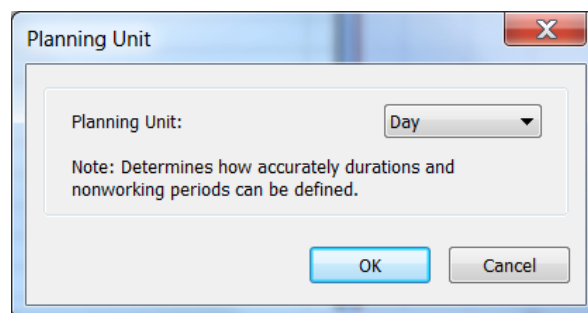 Planning Unit
Planning Unit:
Day
Note: Determines how accurately durations and
nonworking periods can be defined.
OK
Cancel